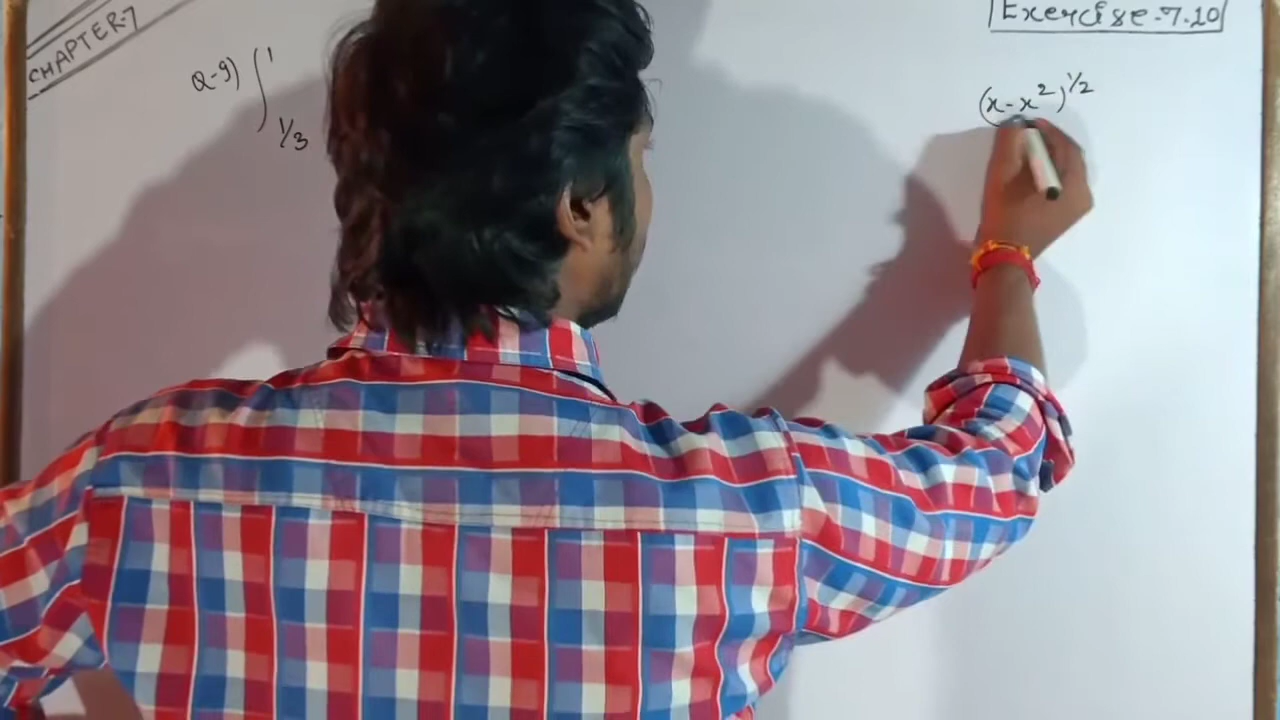 CHAPTER-7
Exercise-7.10
Q-9) ∫ 1 1/3
(x-x²)^1/2